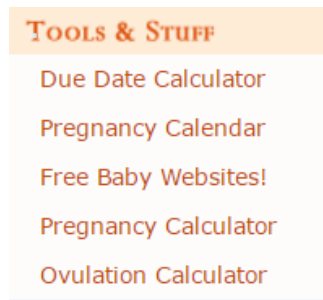 Tools & Stuff
Due Date Calculator
Pregnancy Calendar
Free Baby Websites!
Pregnancy Calculator
Ovulation Calculator